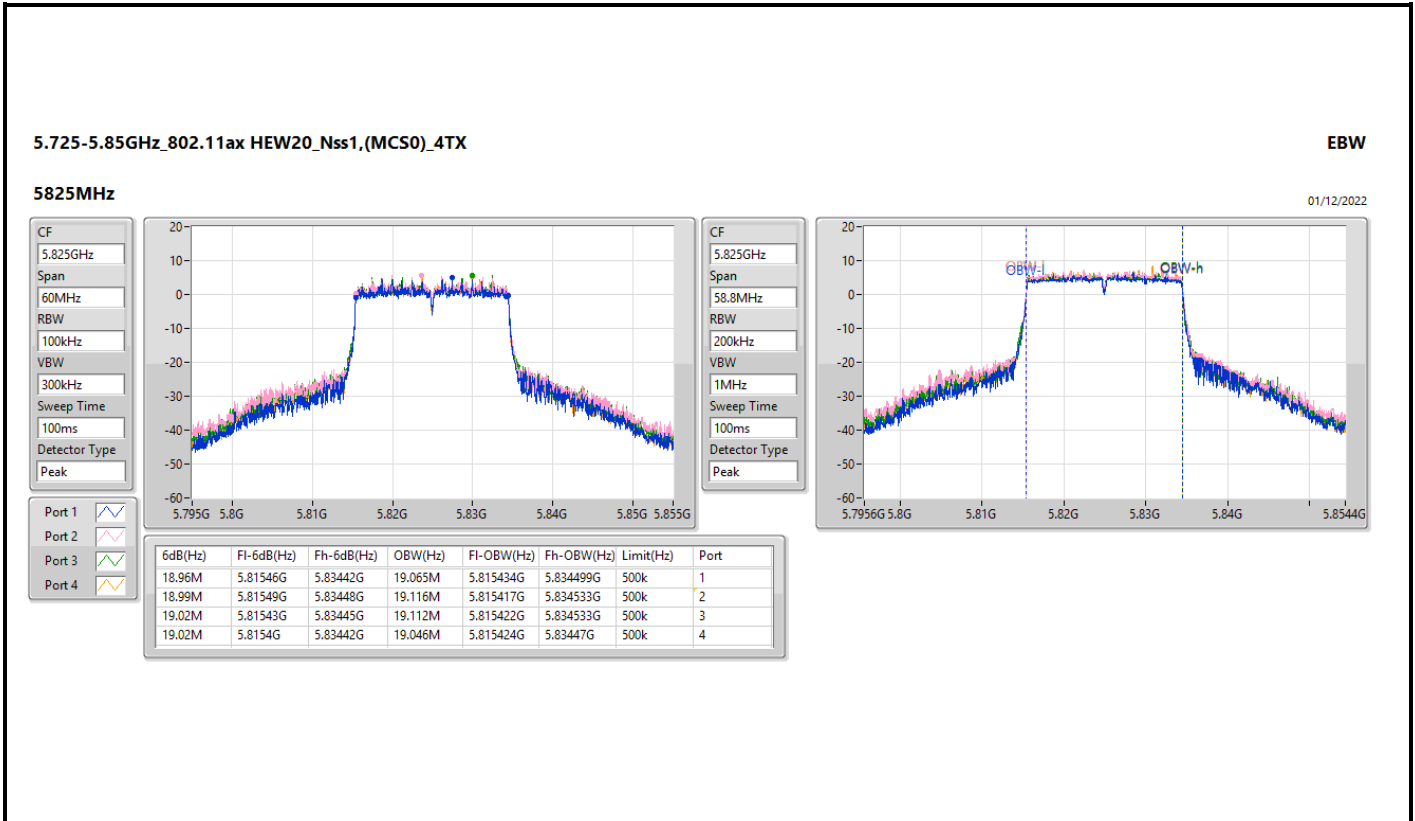 5.725-5.85GHz_802.11ax HEW20_Nss1,(MCS0)_4TX
EBW
5825MHz
01/12/2022
CF
5.825GHz
Span
60MHz
RBW
100kHz
VBW
300kHz
Sweep Time
100ms
Detector Type
Peak
20
10
0
-10
-20
-30
-40
-50
-60
5.795G 5.8G 5.81G 5.82G 5.83G 5.84G 5.85G 5.855G
CF
5.825GHz
Span
58.8MHz
RBW
200kHz
VBW
1MHz
Sweep Time
100ms
Detector Type
Peak
20
10
0
-10
-20
-30
-40
-50
-60
OBW-l OBW-h
5.7956G 5.8G 5.81G 5.82G 5.83G 5.84G 5.8544G
Port 1
Port 2
Port 3
Port 4
6dB(Hz) Fl-6dB(Hz) Fh-6dB(Hz) OBW(Hz) Fl-OBW(Hz) Fh-OBW(Hz) Limit(Hz) Port
18.96M 5.81546G 5.83442G 19.065M 5.815434G 5.834499G 500k 1
18.99M 5.81549G 5.83448G 19.116M 5.815417G 5.834533G 500k 2
19.02M 5.81543G 5.83445G 19.112M 5.815422G 5.834533G 500k 3
19.02M 5.8154G 5.83442G 19.046M 5.815424G 5.83447G 500k 4